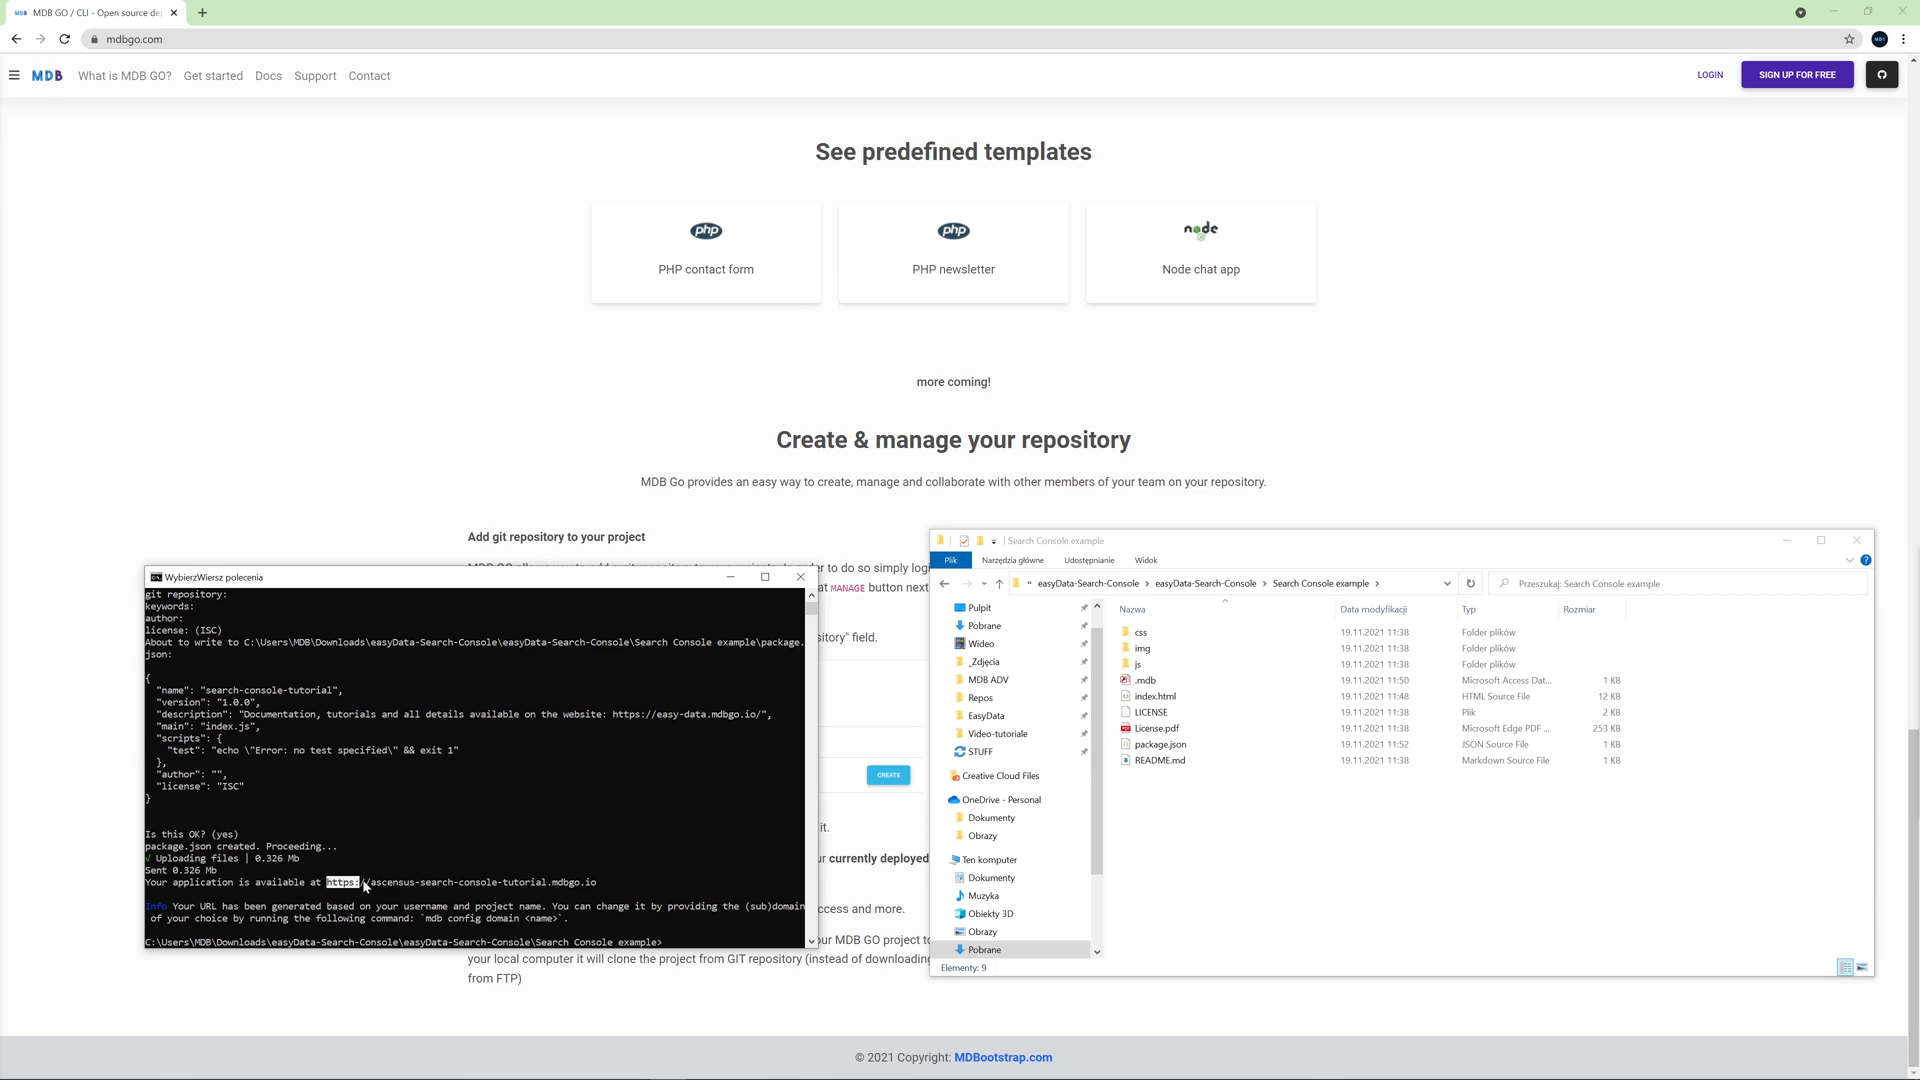 MDB GO / CLI - Open source de
mdbgo.com
MDB What is MDB GO? Get started Docs Support Contact LOGIN SIGN UP FOR FREE
See predefined templates
php php node
PHP contact form PHP newsletter Node chat app
more coming!
Create & manage your repository
MDB Go provides an easy way to create, manage and collaborate with other members of your team on your repository.
Add git repository to your project
er to do so simply logi
at MANAGE button next
sitory" field.
CREATE
it.
ur currently deployed
ccess and more.
our MDB GO project to
your local computer it will clone the project from GIT repository (instead of downloading
from FTP)
© 2021 Copyright: MDBootstrap.com
WybierzWiersz polecenia
git repository:
keywords:
author:
license: (ISC)
About to write to C:\Users\MDB\Downloads\easyData-Search-Console\easyData-Search-Console\Search Console example\package.
json:
{
"name": "search-console-tutorial",
"version": "1.0.0",
"description": "Documentation, tutorials and all details available on the website: https://easy-data.mdbgo.io/",
"main": "index.js",
"scripts": {
"test": "echo \"Error: no test specified\" && exit 1"
},
"author": "",
"license": "ISC"
}
Is this OK? (yes)
package.json created. Proceeding...
√ Uploading files | 0.326 Mb
Sent 0.326 Mb
Your application is available at https://ascensus-search-console-tutorial.mdbgo.io
Info Your URL has been generated based on your username and project name. You can change it by providing the (sub)domain
of your choice by running the following command: `mdb config domain <name>`.
C:\Users\MDB\Downloads\easyData-Search-Console\easyData-Search-Console\Search Console example>
Search Console example
Plik Narzędzia główne Udostępnianie Widok
« easyData-Search-Console > easyData-Search-Console > Search Console example > Przeszukaj: Search Console example
Pulpit
Pobrane
Wideo
_Zdjęcia
MDB ADV
Repos
EasyData
Video-tutoriale
STUFF
Creative Cloud Files
OneDrive - Personal
Dokumenty
Obrazy
Ten komputer
Dokumenty
Muzyka
Obiekty 3D
Obrazy
Pobrane
Nazwa Data modyfikacji Typ Rozmiar
css 19.11.2021 11:38 Folder plików
img 19.11.2021 11:38 Folder plików
js 19.11.2021 11:38 Folder plików
.mdb 19.11.2021 11:50 Microsoft Access Dat... 1 KB
index.html 19.11.2021 11:48 HTML Source File 12 KB
LICENSE 19.11.2021 11:38 Plik 2 KB
License.pdf 19.11.2021 11:38 Microsoft Edge PDF ... 253 KB
package.json 19.11.2021 11:52 JSON Source File 1 KB
README.md 19.11.2021 11:38 Markdown Source File 1 KB
Elementy: 9